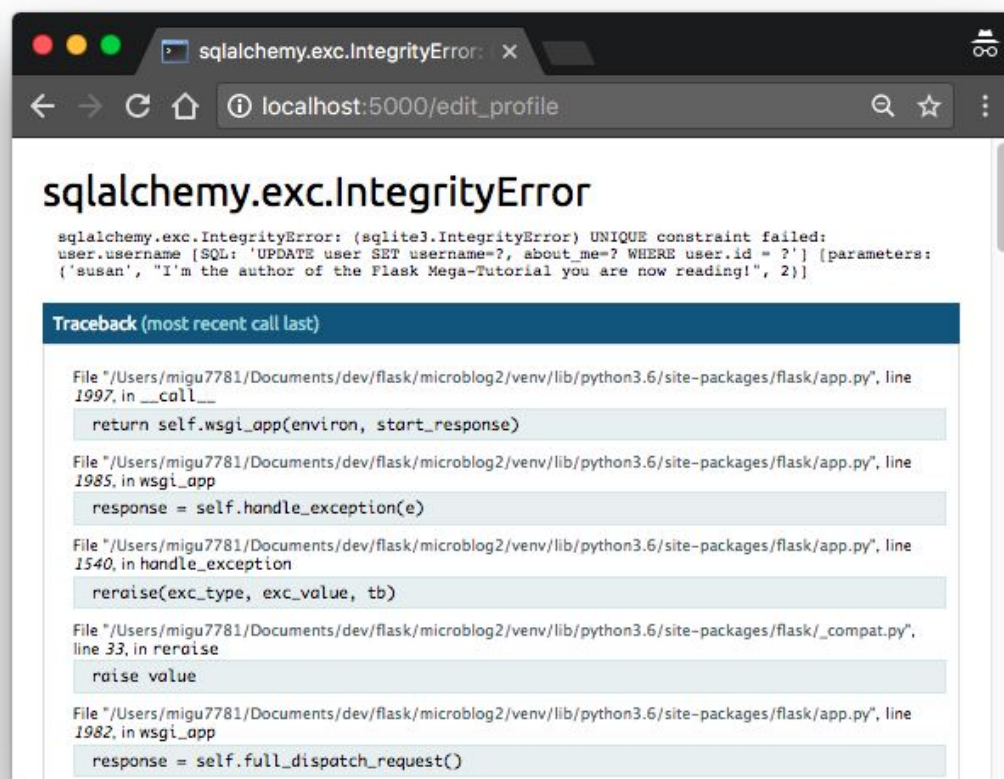 sqlalchemy.exc.IntegrityError:
localhost:5000/edit_profile
sqlalchemy.exc.IntegrityError
sqlalchemy.exc.IntegrityError: (sqlite3.IntegrityError) UNIQUE constraint failed:
user.username [SQL: 'UPDATE user SET username=?, about_me=? WHERE user.id = ?'] [parameters:
('susan', "I'm the author of the Flask Mega-Tutorial you are now reading!", 2)]
Traceback (most recent call last)
File "/Users/migu7781/Documents/dev/flask/microblog2/venv/lib/python3.6/site-packages/flask/app.py", line
1997, in __call__
return self.wsgi_app(environ, start_response)
File "/Users/migu7781/Documents/dev/flask/microblog2/venv/lib/python3.6/site-packages/flask/app.py", line
1985, in wsgi_app
response = self.handle_exception(e)
File "/Users/migu7781/Documents/dev/flask/microblog2/venv/lib/python3.6/site-packages/flask/app.py", line
1540, in handle_exception
reraise(exc_type, exc_value, tb)
File "/Users/migu7781/Documents/dev/flask/microblog2/venv/lib/python3.6/site-packages/flask/_compat.py",
line 33, in reraise
raise value
File "/Users/migu7781/Documents/dev/flask/microblog2/venv/lib/python3.6/site-packages/flask/app.py", line
1982, in wsgi_app
response = self.full_dispatch_request()